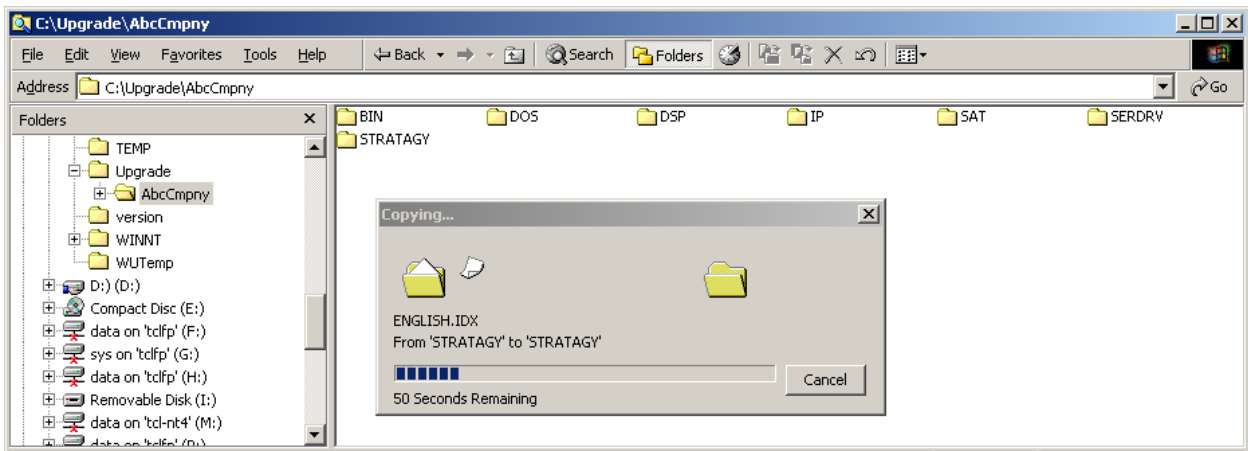 C:\Upgrade\AbcCmpny
File Edit View Favorites Tools Help Back Search Folders
Address C:\Upgrade\AbcCmpny Go
Folders
TEMP
Upgrade
AbcCmpny
version
WINNT
WUTemp
D:) (D:)
Compact Disc (E:)
data on 'tclfp' (F:)
sys on 'tclfp' (G:)
data on 'tclfp' (H:)
Removable Disk (I:)
data on 'tcl-nt4' (M:)
BIN DOS DSP IP SAT SERDRV
STRATAGY
Copying...
ENGLISH.IDX
From 'STRATAGY' to 'STRATAGY'
Cancel
50 Seconds Remaining